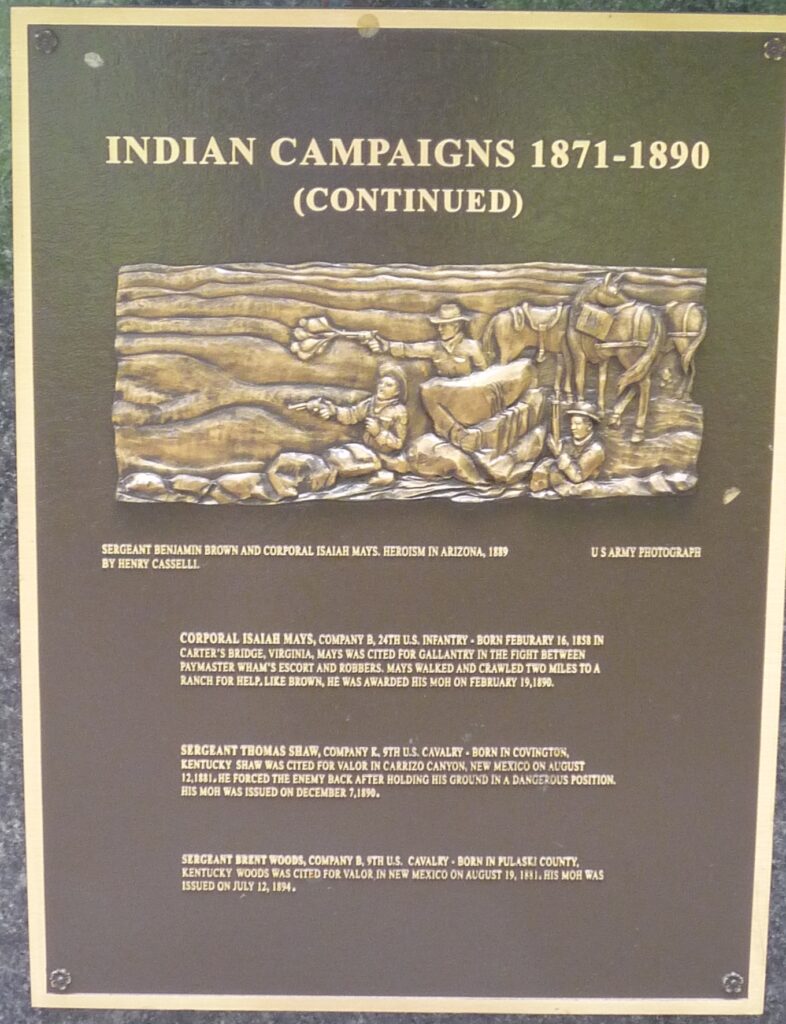 INDIAN CAMPAIGNS 1871-1890
(CONTINUED)
SERGEANT BENJAMIN BROWN AND CORPORAL ISAIAH MAYS. HEROISM IN ARIZONA, 1889
BY HENRY CASSELLI.
U S ARMY PHOTOGRAPH
CORPORAL ISAIAH MAYS, COMPANY B, 24TH U.S. INFANTRY - BORN FEBURARY 16, 1858 IN
CARTER'S BRIDGE, VIRGINIA, MAYS WAS CITED FOR GALLANTRY IN THE FIGHT BETWEEN
PAYMASTER WHAM'S ESCORT AND ROBBERS. MAYS WALKED AND CRAWLED TWO MILES TO A
RANCH FOR HELP. LIKE BROWN, HE WAS AWARDED HIS MOH ON FEBRUARY 19,1890.
SERGEANT THOMAS SHAW, COMPANY K, 9TH U.S. CAVALRY - BORN IN COVINGTON,
KENTUCKY SHAW WAS CITED FOR VALOR IN CARRIZO CANYON, NEW MEXICO ON AUGUST
12,1881. HE FORCED THE ENEMY BACK AFTER HOLDING HIS GROUND IN A DANGEROUS POSITION.
HIS MOH WAS ISSUED ON DECEMBER 7,1890.
SERGEANT BRENT WOODS, COMPANY B, 9TH U.S. CAVALRY - BORN IN PULASKI COUNTY,
KENTUCKY WOODS WAS CITED FOR VALOR IN NEW MEXICO ON AUGUST 19, 1881. HIS MOH WAS
ISSUED ON JULY 12, 1894.